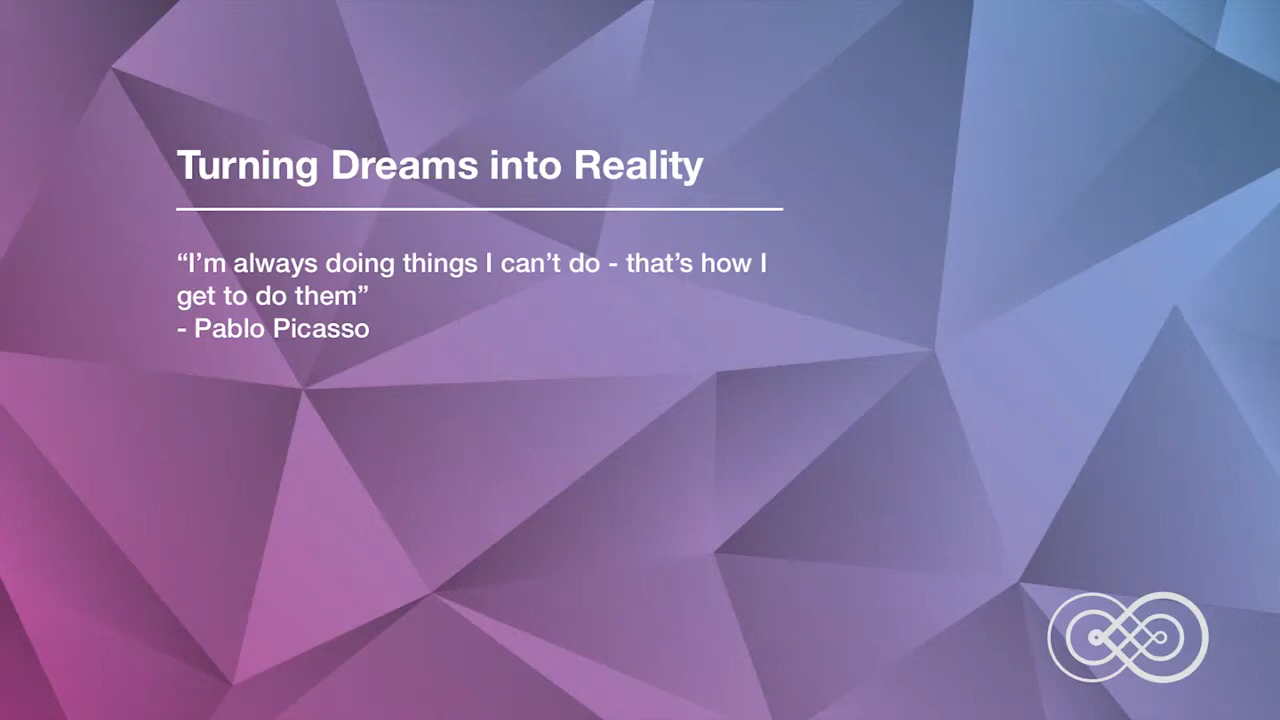 Turning Dreams into Reality
“I’m always doing things I can’t do - that’s how I
get to do them”
- Pablo Picasso